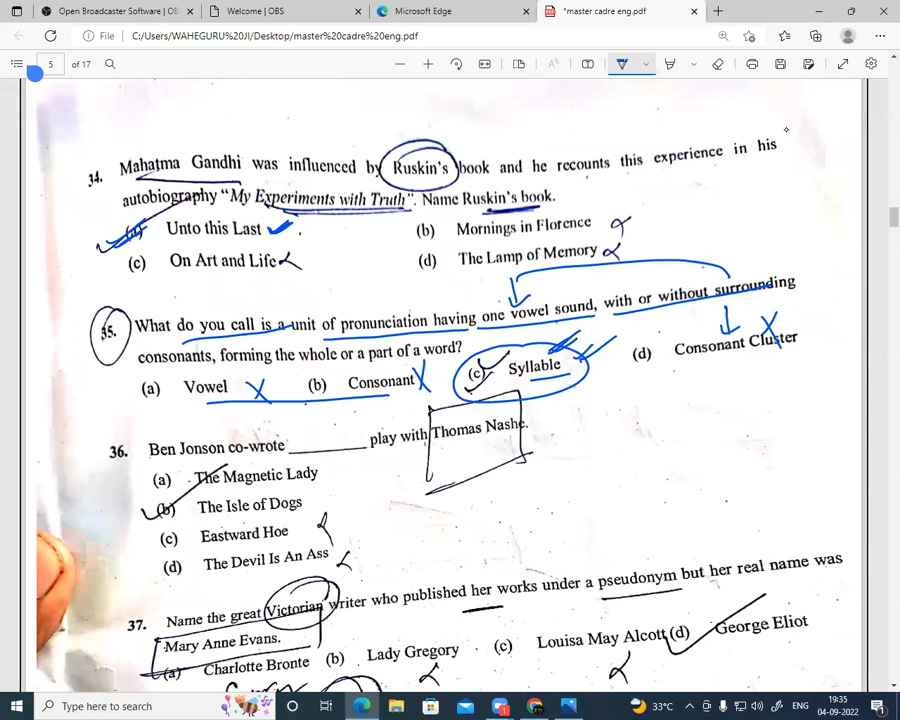 Open Broadcaster Software | OBS
Welcome | OBS
Microsoft Edge
*master cadre eng.pdf
File
C:/Users/WAHEGURU%20JI/Desktop/master%20cadre%20eng.pdf
5 of 17
34. Mahatma Gandhi was influenced by Ruskin's book and he recounts this experience in his
autobiography "My Experiments with Truth". Name Ruskin's book.
(a) Unto this Last . (b) Mornings in Florence
(c) On Art and Life (d) The Lamp of Memory
35. What do you call is a unit of pronunciation having one vowel sound, with or without surrounding
consonants, forming the whole or a part of a word?
(a) Vowel (b) Consonant (c) Syllable (d) Consonant Cluster
36. Ben Jonson co-wrote ________ play with Thomas Nashe.
(a) The Magnetic Lady
(b) The Isle of Dogs
(c) Eastward Hoe
(d) The Devil Is An Ass
37. Name the great Victorian writer who published her works under a pseudonym but her real name was
Mary Anne Evans.
(a) Charlotte Bronte (b) Lady Gregory (c) Louisa May Alcott (d) George Eliot
Type here to search
33°C
ENG
19:35
04-09-2022